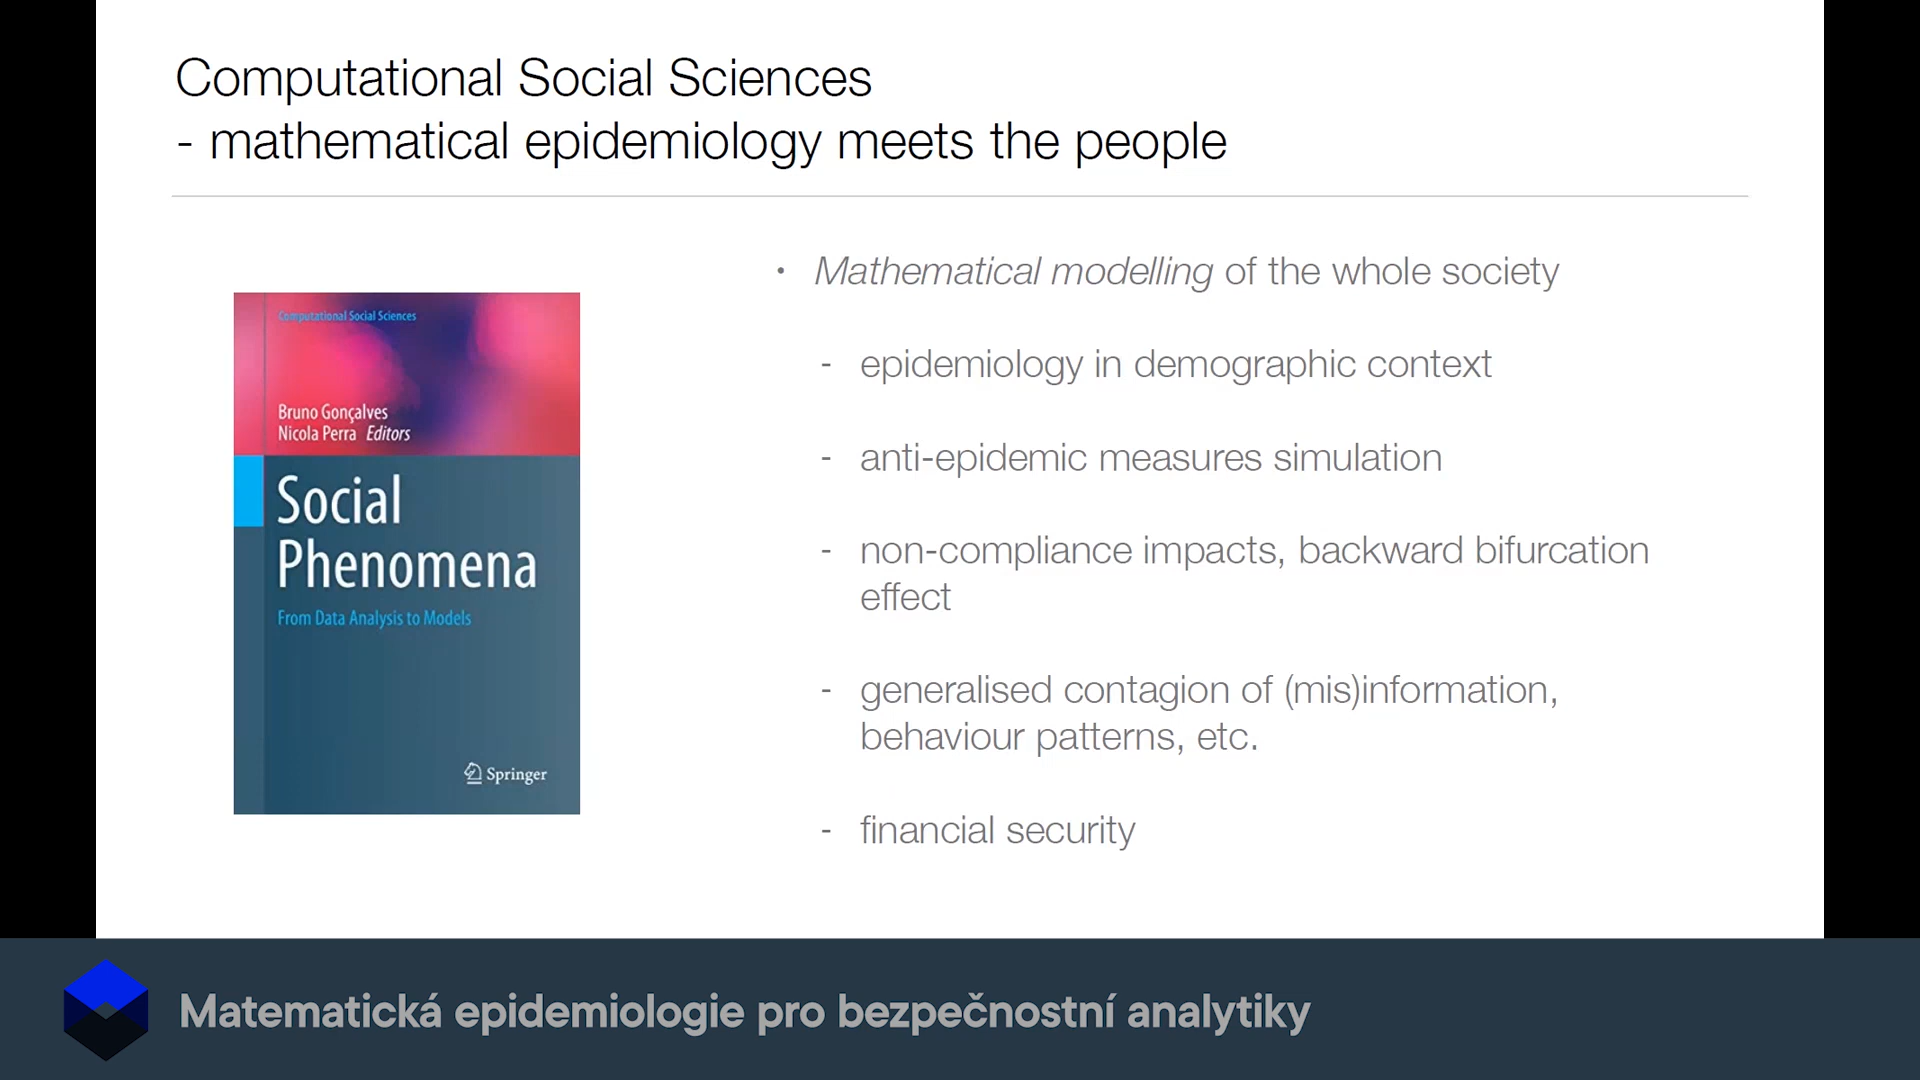 Computational Social Sciences
- mathematical epidemiology meets the people
Computational Social Sciences
Bruno Gonçalves
Nicola Perra Editors
Social
Phenomena
From Data Analysis to Models
Springer
• Mathematical modelling of the whole society
- epidemiology in demographic context
- anti-epidemic measures simulation
- non-compliance impacts, backward bifurcation
effect
- generalised contagion of (mis)information,
behaviour patterns, etc.
- financial security
Matematická epidemiologie pro bezpečnostní analytiky